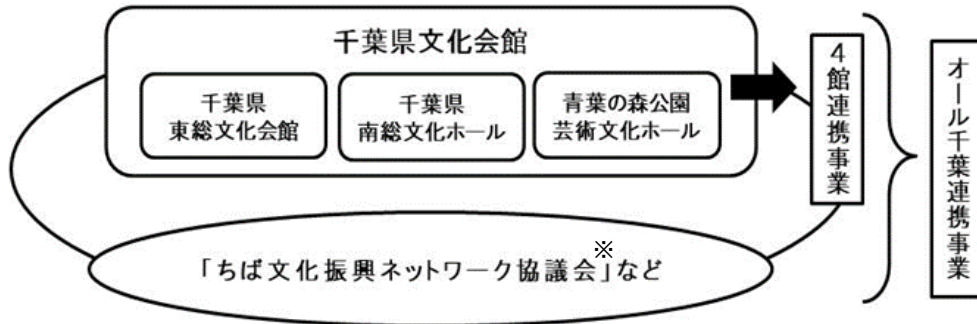 千葉県文化会館
千葉県
東総文化会館
千葉県
南総文化ホール
青葉の森公園
芸術文化ホール
４館連携事業
オール千葉連携事業
「ちば文化振興ネットワーク協議会※」など